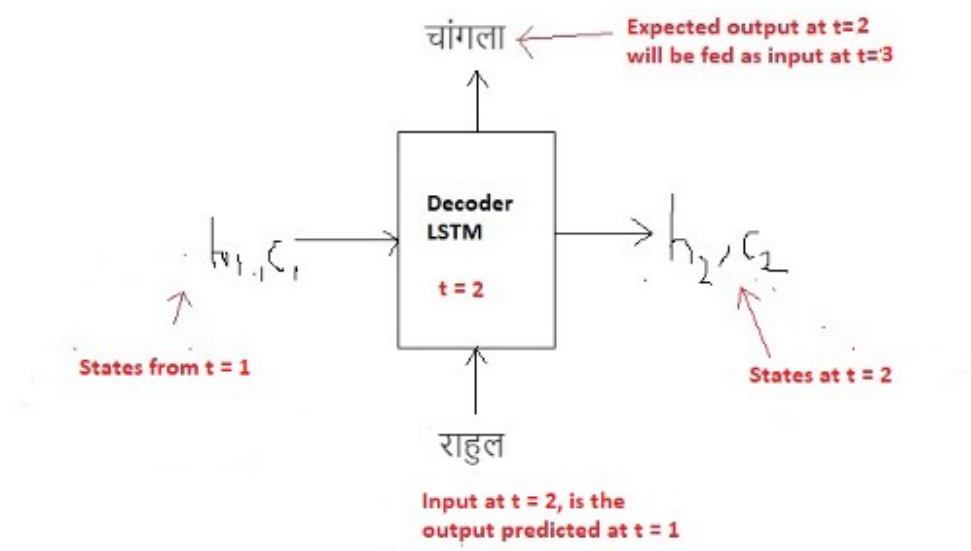 चांगला
Expected output at t=2
will be fed as input at t=3
Decoder
LSTM
t = 2
h1, c1
h2, c2
States from t = 1
States at t = 2
राहुल
Input at t = 2, is the
output predicted at t = 1